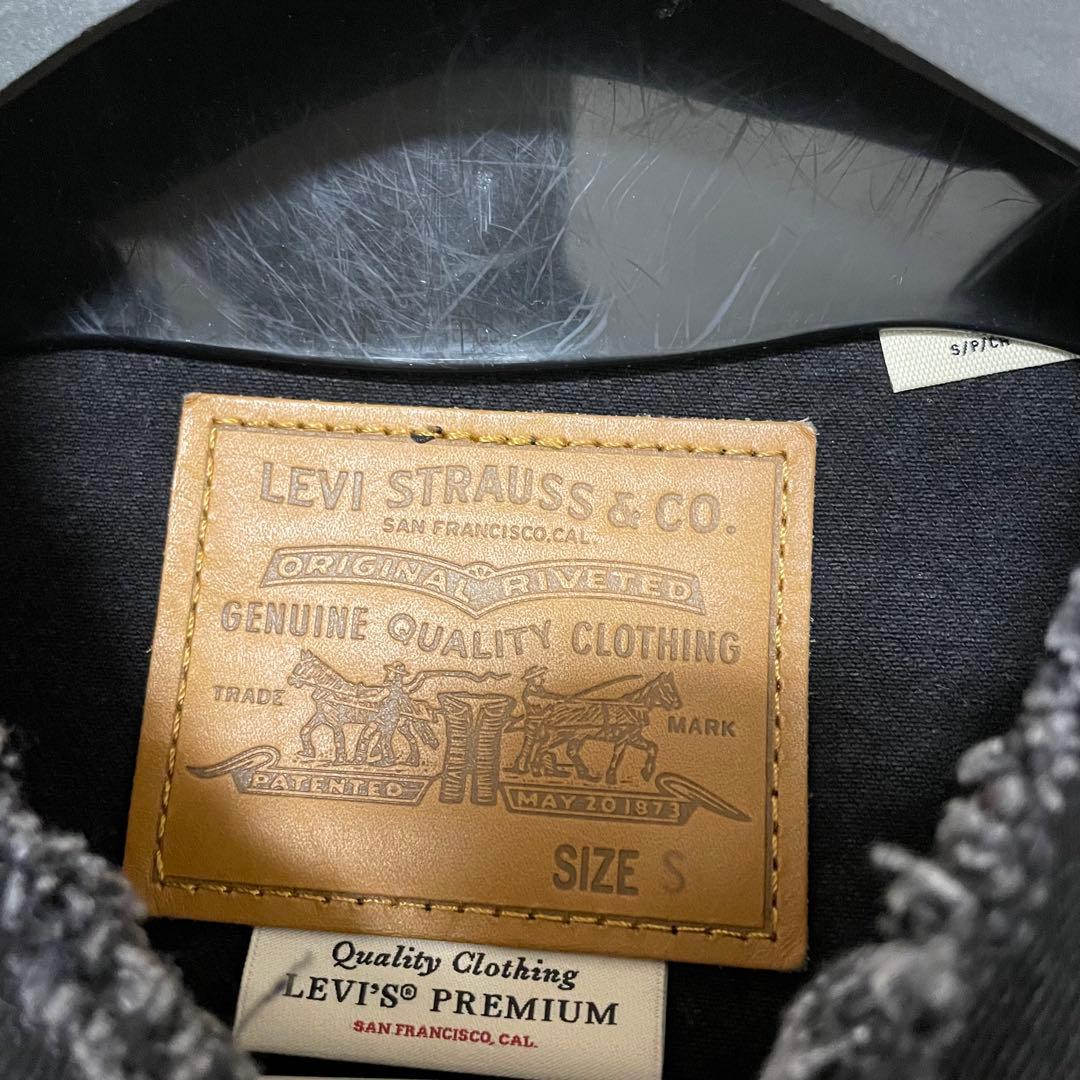 S/P/CH
LEVI STRAUSS & CO.
SAN FRANCISCO, CAL.
ORIGINAL RIVETED
GENUINE QUALITY CLOTHING
TRADE MARK
PATENTED
MAY 20 1873
SIZE S
Quality Clothing
LEVI'S® PREMIUM
SAN FRANCISCO, CAL.